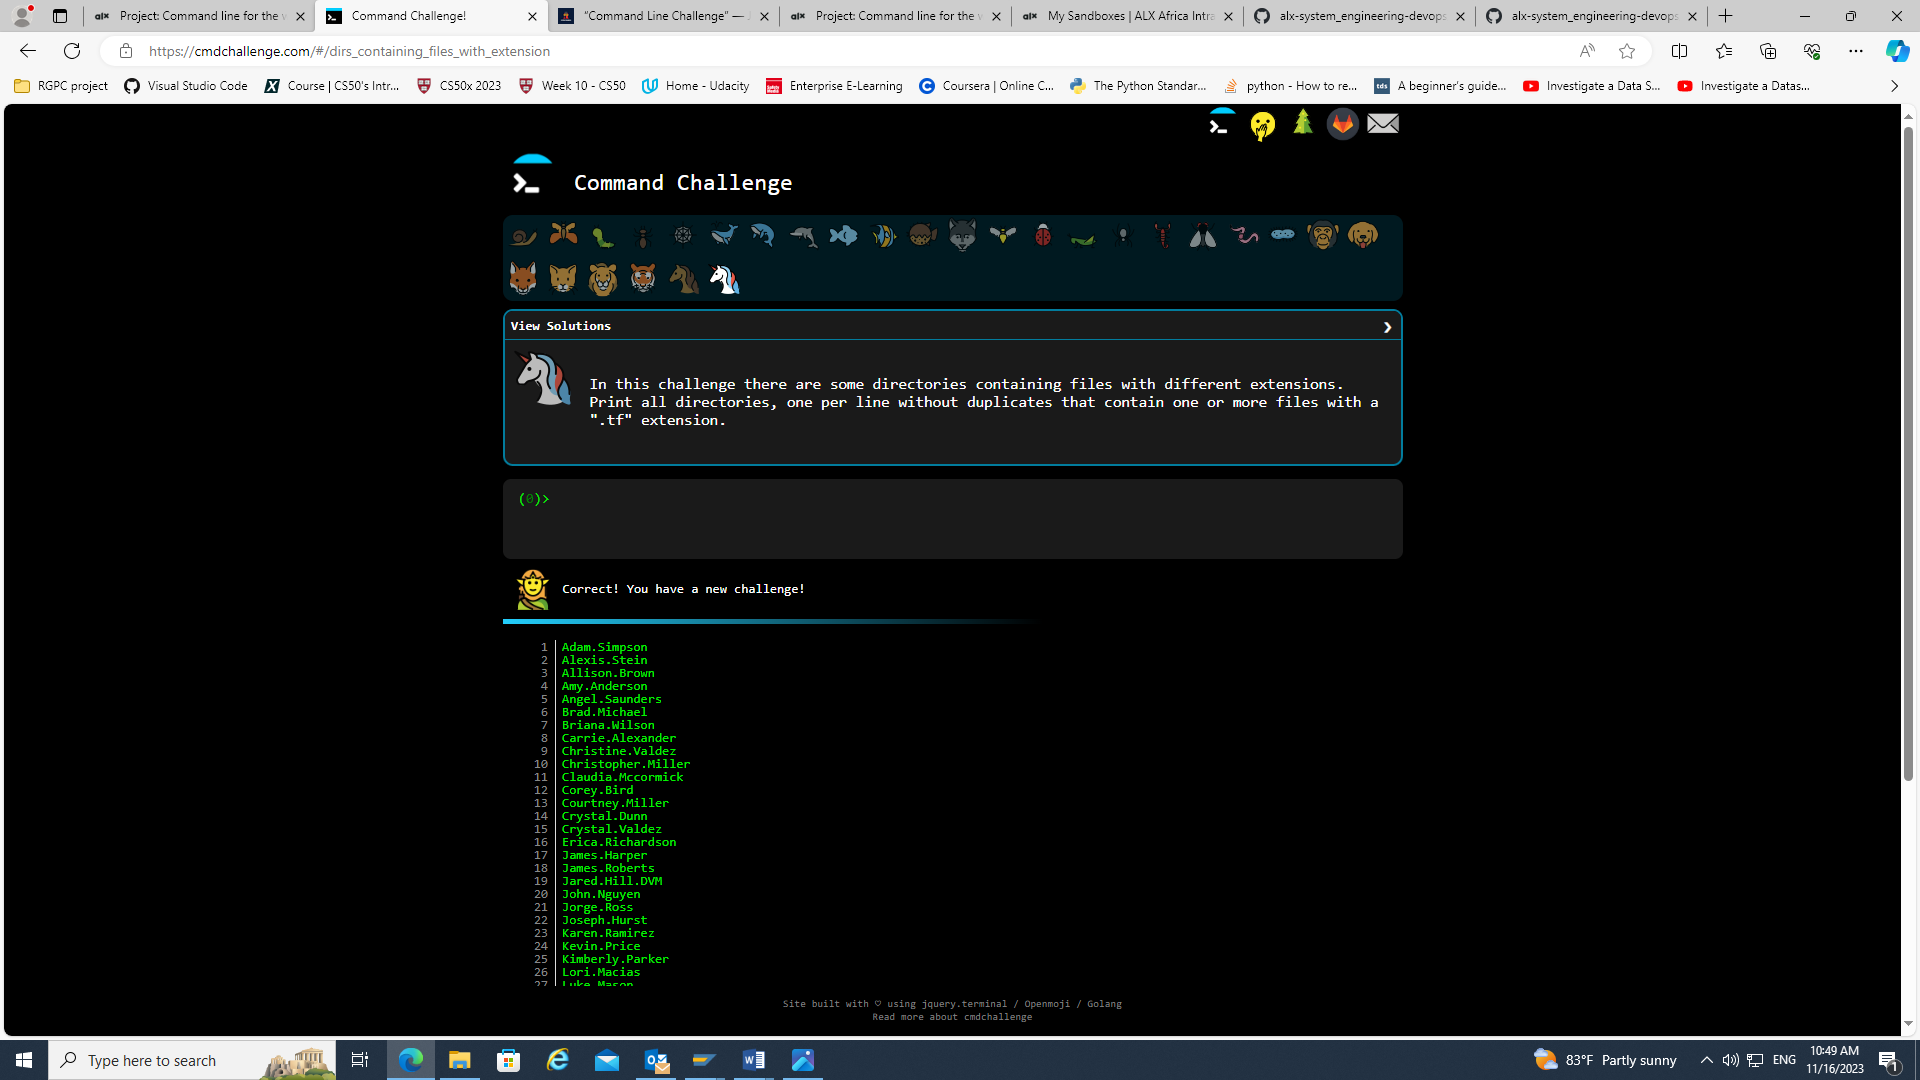 Project: Command line for the w
Command Challenge!
"Command Line Challenge" — J
Project: Command line for the w
My Sandboxes | ALX Africa Intra
alx-system_engineering-devops
alx-system_engineering-devops
https://cmdchallenge.com/#/dirs_containing_files_with_extension
RGPC project
Visual Studio Code
Course | CS50's Intr...
CS50x 2023
Week 10 - CS50
Home - Udacity
Enterprise E-Learning
Coursera | Online C...
The Python Standar...
python - How to re...
A beginner's guide...
Investigate a Data S...
Investigate a Datas...
Command Challenge
View Solutions
In this challenge there are some directories containing files with different extensions.
Print all directories, one per line without duplicates that contain one or more files with a
".tf" extension.
(0)>
Correct! You have a new challenge!
1 Adam.Simpson
2 Alexis.Stein
3 Allison.Brown
4 Amy.Anderson
5 Angel.Saunders
6 Brad.Michael
7 Briana.Wilson
8 Carrie.Alexander
9 Christine.Valdez
10 Christopher.Miller
11 Claudia.Mccormick
12 Corey.Bird
13 Courtney.Miller
14 Crystal.Dunn
15 Crystal.Valdez
16 Erica.Richardson
17 James.Harper
18 James.Roberts
19 Jared.Hill.DVM
20 John.Nguyen
21 Jorge.Ross
22 Joseph.Hurst
23 Karen.Ramirez
24 Kevin.Price
25 Kimberly.Parker
26 Lori.Macias
27 Luke.Mason
Site built with ♡ using jquery.terminal / Openmoji / Golang
Read more about cmdchallenge
Type here to search
83°F Partly sunny
ENG
10:49 AM
11/16/2023
1